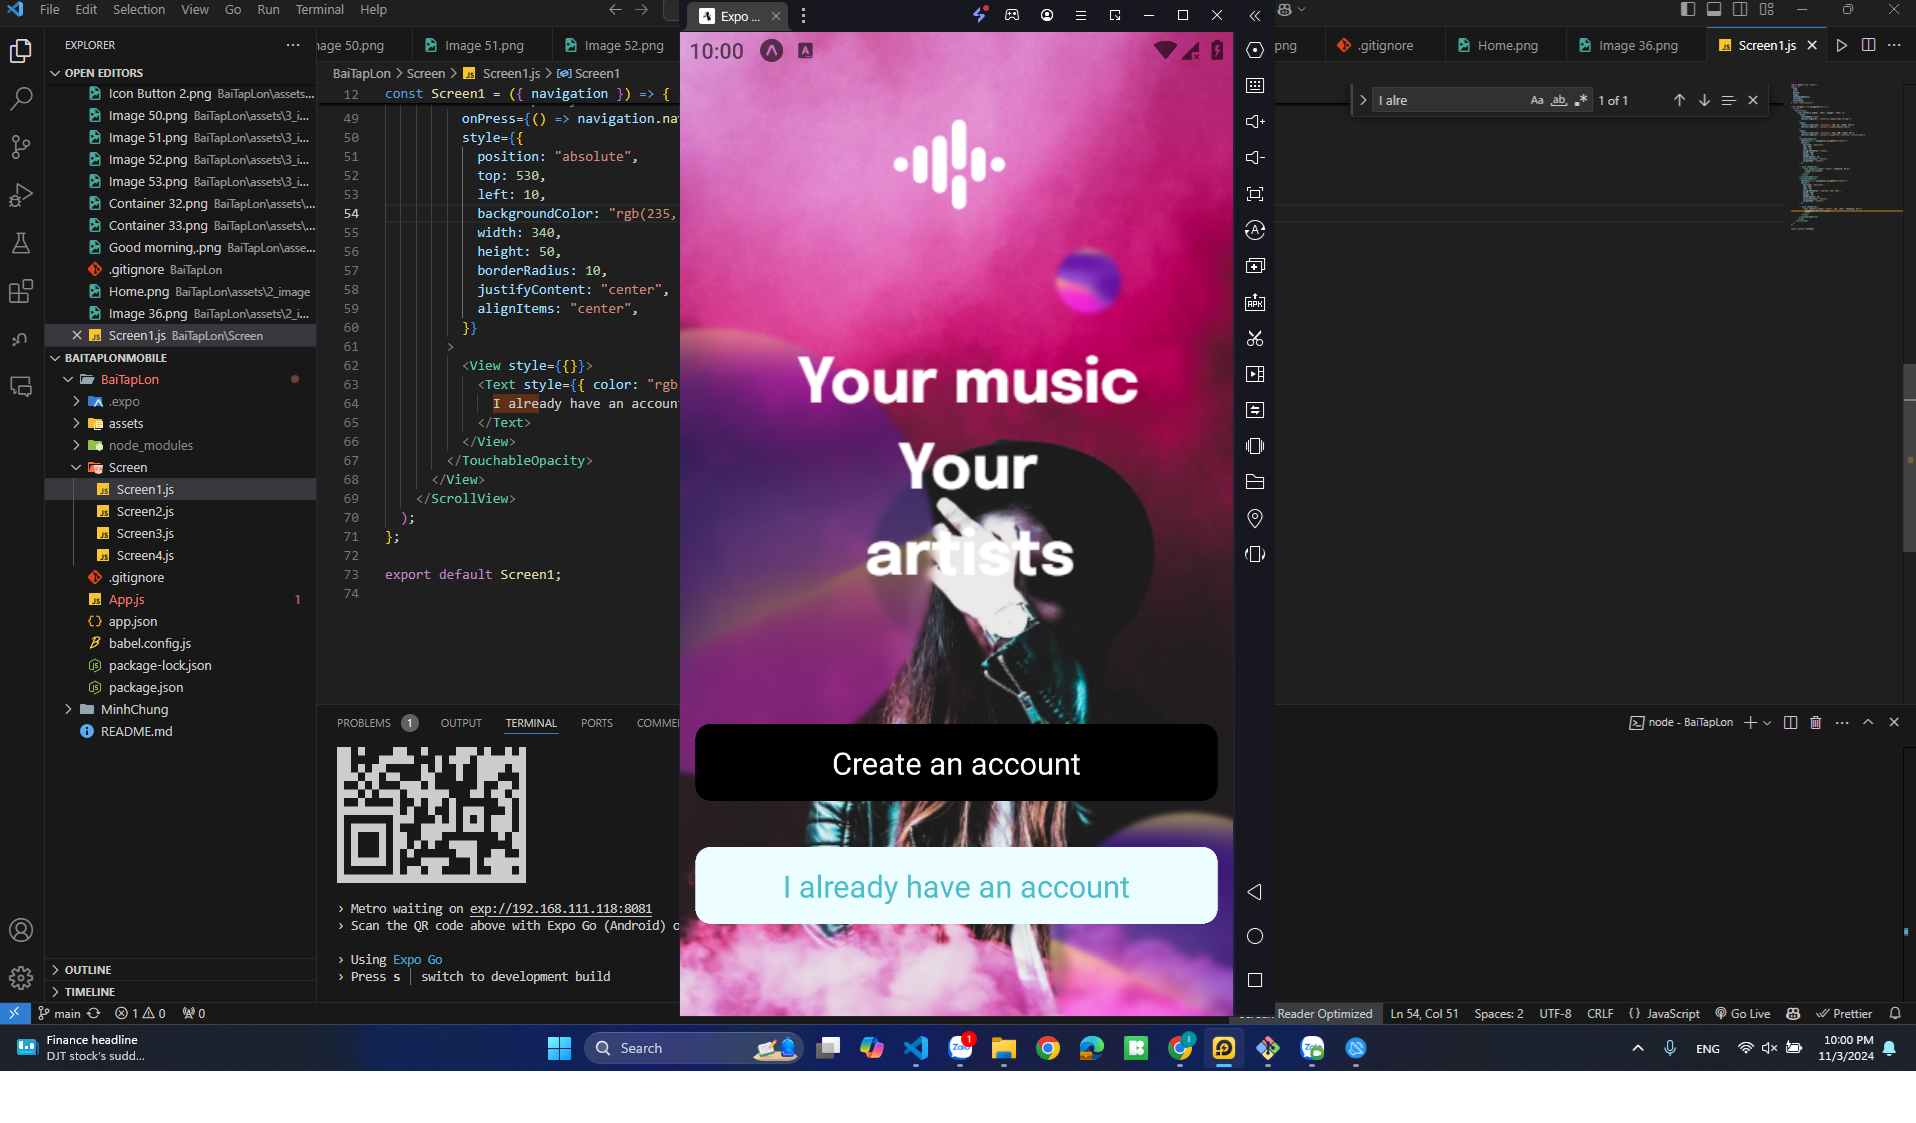 File Edit Selection View Go Run Terminal Help
Expo ...
EXPLORER
OPEN EDITORS
Icon Button 2.png BaiTapLon\assets...
Image 50.png BaiTapLon\assets\3_i...
Image 51.png BaiTapLon\assets\3_i...
Image 52.png BaiTapLon\assets\3_i...
Image 53.png BaiTapLon\assets\3_i...
Container 32.png BaiTapLon\assets\...
Container 33.png BaiTapLon\assets\...
Good morning,.png BaiTapLon\asse...
.gitignore BaiTapLon
Home.png BaiTapLon\assets\2_image
Image 36.png BaiTapLon\assets\2_i...
Screen1.js BaiTapLon\Screen
BAITAPLONMOBILE
BaiTapLon
.expo
assets
node_modules
Screen
Screen1.js
Screen2.js
Screen3.js
Screen4.js
.gitignore
App.js 1
app.json
babel.config.js
package-lock.json
package.json
MinhChung
README.md
OUTLINE
TIMELINE
age 50.png Image 51.png Image 52.png
BaiTapLon > Screen > JS Screen1.js > Screen1
12 const Screen1 = ({ navigation }) => {
49 onPress={() => navigation.na
50 style={{
51 position: "absolute",
52 top: 530,
53 left: 10,
54 backgroundColor: "rgb(235,
55 width: 340,
56 height: 50,
57 borderRadius: 10,
58 justifyContent: "center",
59 alignItems: "center",
60 }}
61 >
62 <View style={{}}>
63 <Text style={{ color: "rgb
64 I already have an accoun
65 </Text>
66 </View>
67 </TouchableOpacity>
68 </View>
69 </ScrollView>
70 );
71 };
72
73 export default Screen1;
74
PROBLEMS 1 OUTPUT TERMINAL PORTS COMME
› Metro waiting on exp://192.168.111.118:8081
› Scan the QR code above with Expo Go (Android) o
› Using Expo Go
› Press s │ switch to development build
10:00
Your music
Your
artists
Create an account
I already have an account
APK
png .gitignore Home.png Image 36.png JS Screen1.js
I alre Aa ab 1 of 1
node - BaiTapLon
main 1 0 0
Reader Optimized Ln 54, Col 51 Spaces: 2 UTF-8 CRLF {} JavaScript Go Live Prettier
Finance headline
DJT stock's sudd...
Search
Zalo 1
ENG
10:00 PM
11/3/2024